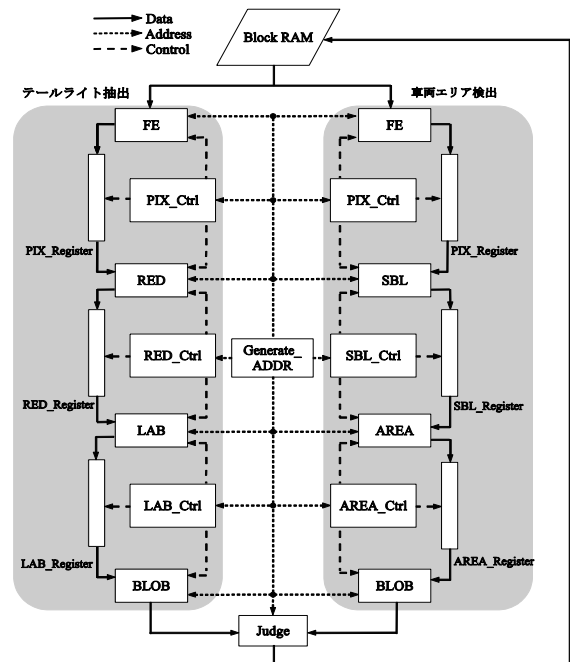 Data
Address
Control
Block RAM
テールライト抽出
車両エリア検出
FE
FE
PIX_Ctrl
PIX_Ctrl
PIX_Register
PIX_Register
RED
SBL
RED_Ctrl
Generate_
ADDR
SBL_Ctrl
RED_Register
SBL_Register
LAB
AREA
LAB_Ctrl
AREA_Ctrl
LAB_Register
AREA_Register
BLOB
BLOB
Judge